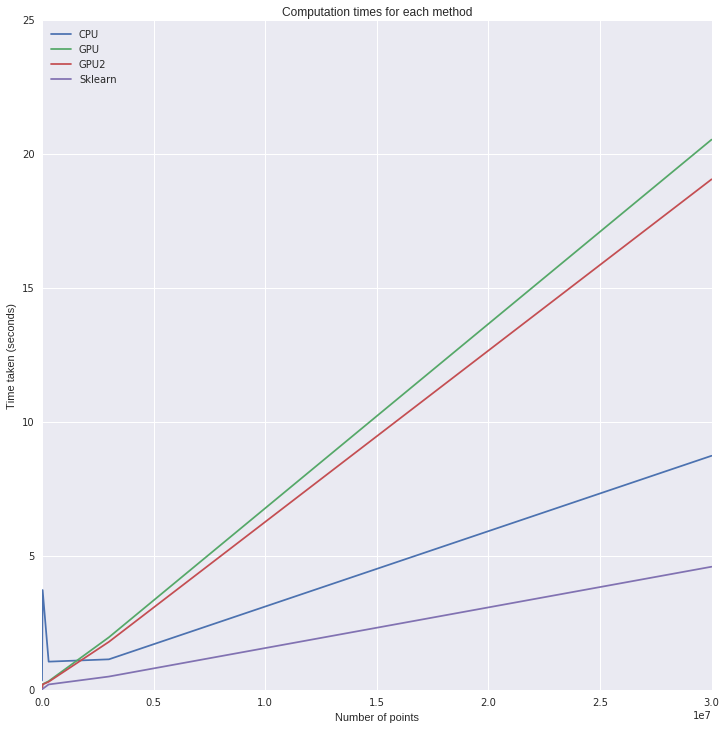 Computation times for each method
CPU
GPU
GPU2
Sklearn
25
20
15
10
5
0
Time taken (seconds)
0.0 0.5 1.0 1.5 2.0 2.5 3.0
1e7
Number of points